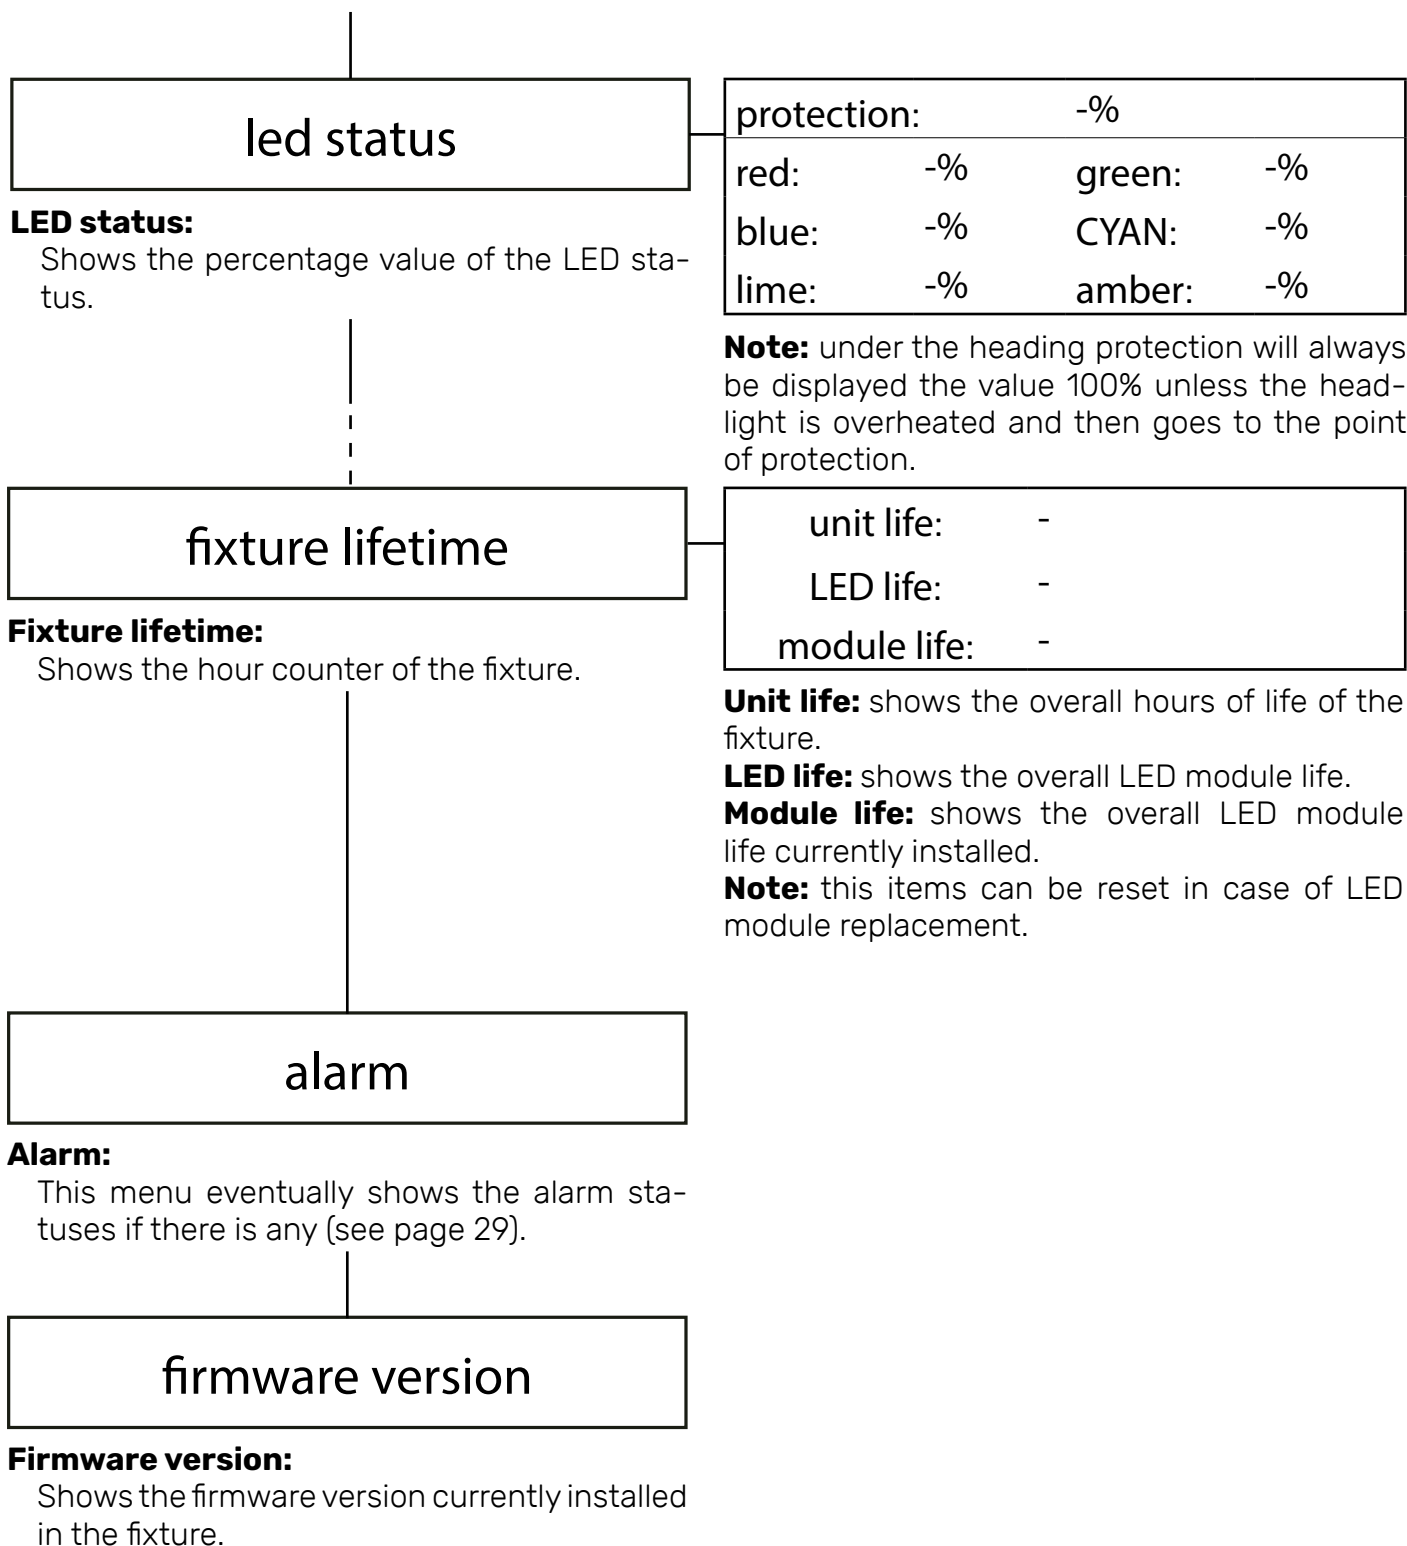 led status
protection: -%
red: -% green: -%
blue: -% CYAN: -%
lime: -% amber: -%
LED status:
Shows the percentage value of the LED sta-
tus.
Note: under the heading protection will always
be displayed the value 100% unless the head-
light is overheated and then goes to the point
of protection.
fixture lifetime
unit life: -
LED life: -
module life: -
Fixture lifetime:
Shows the hour counter of the fixture.
Unit life: shows the overall hours of life of the
fixture.
LED life: shows the overall LED module life.
Module life: shows the overall LED module
life currently installed.
Note: this items can be reset in case of LED
module replacement.
alarm
Alarm:
This menu eventually shows the alarm sta-
tuses if there is any (see page 29).
firmware version
Firmware version:
Shows the firmware version currently installed
in the fixture.